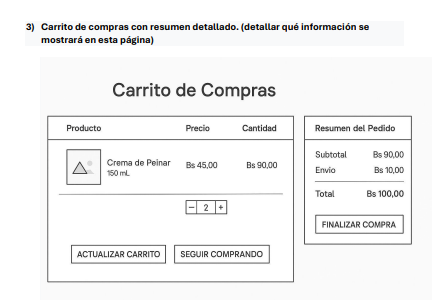 3) Carrito de compras con resumen detallado. (detallar qué información se
mostrará en esta página)
Carrito de Compras
Producto Precio Cantidad
Crema de Peinar
150 mL
Bs 45,00 Bs 90,00
− 2 +
ACTUALIZAR CARRITO SEGUIR COMPRANDO
Resumen del Pedido
Subtotal Bs 90,00
Envio Bs 10,00
Total Bs 100,00
FINALIZAR COMPRA